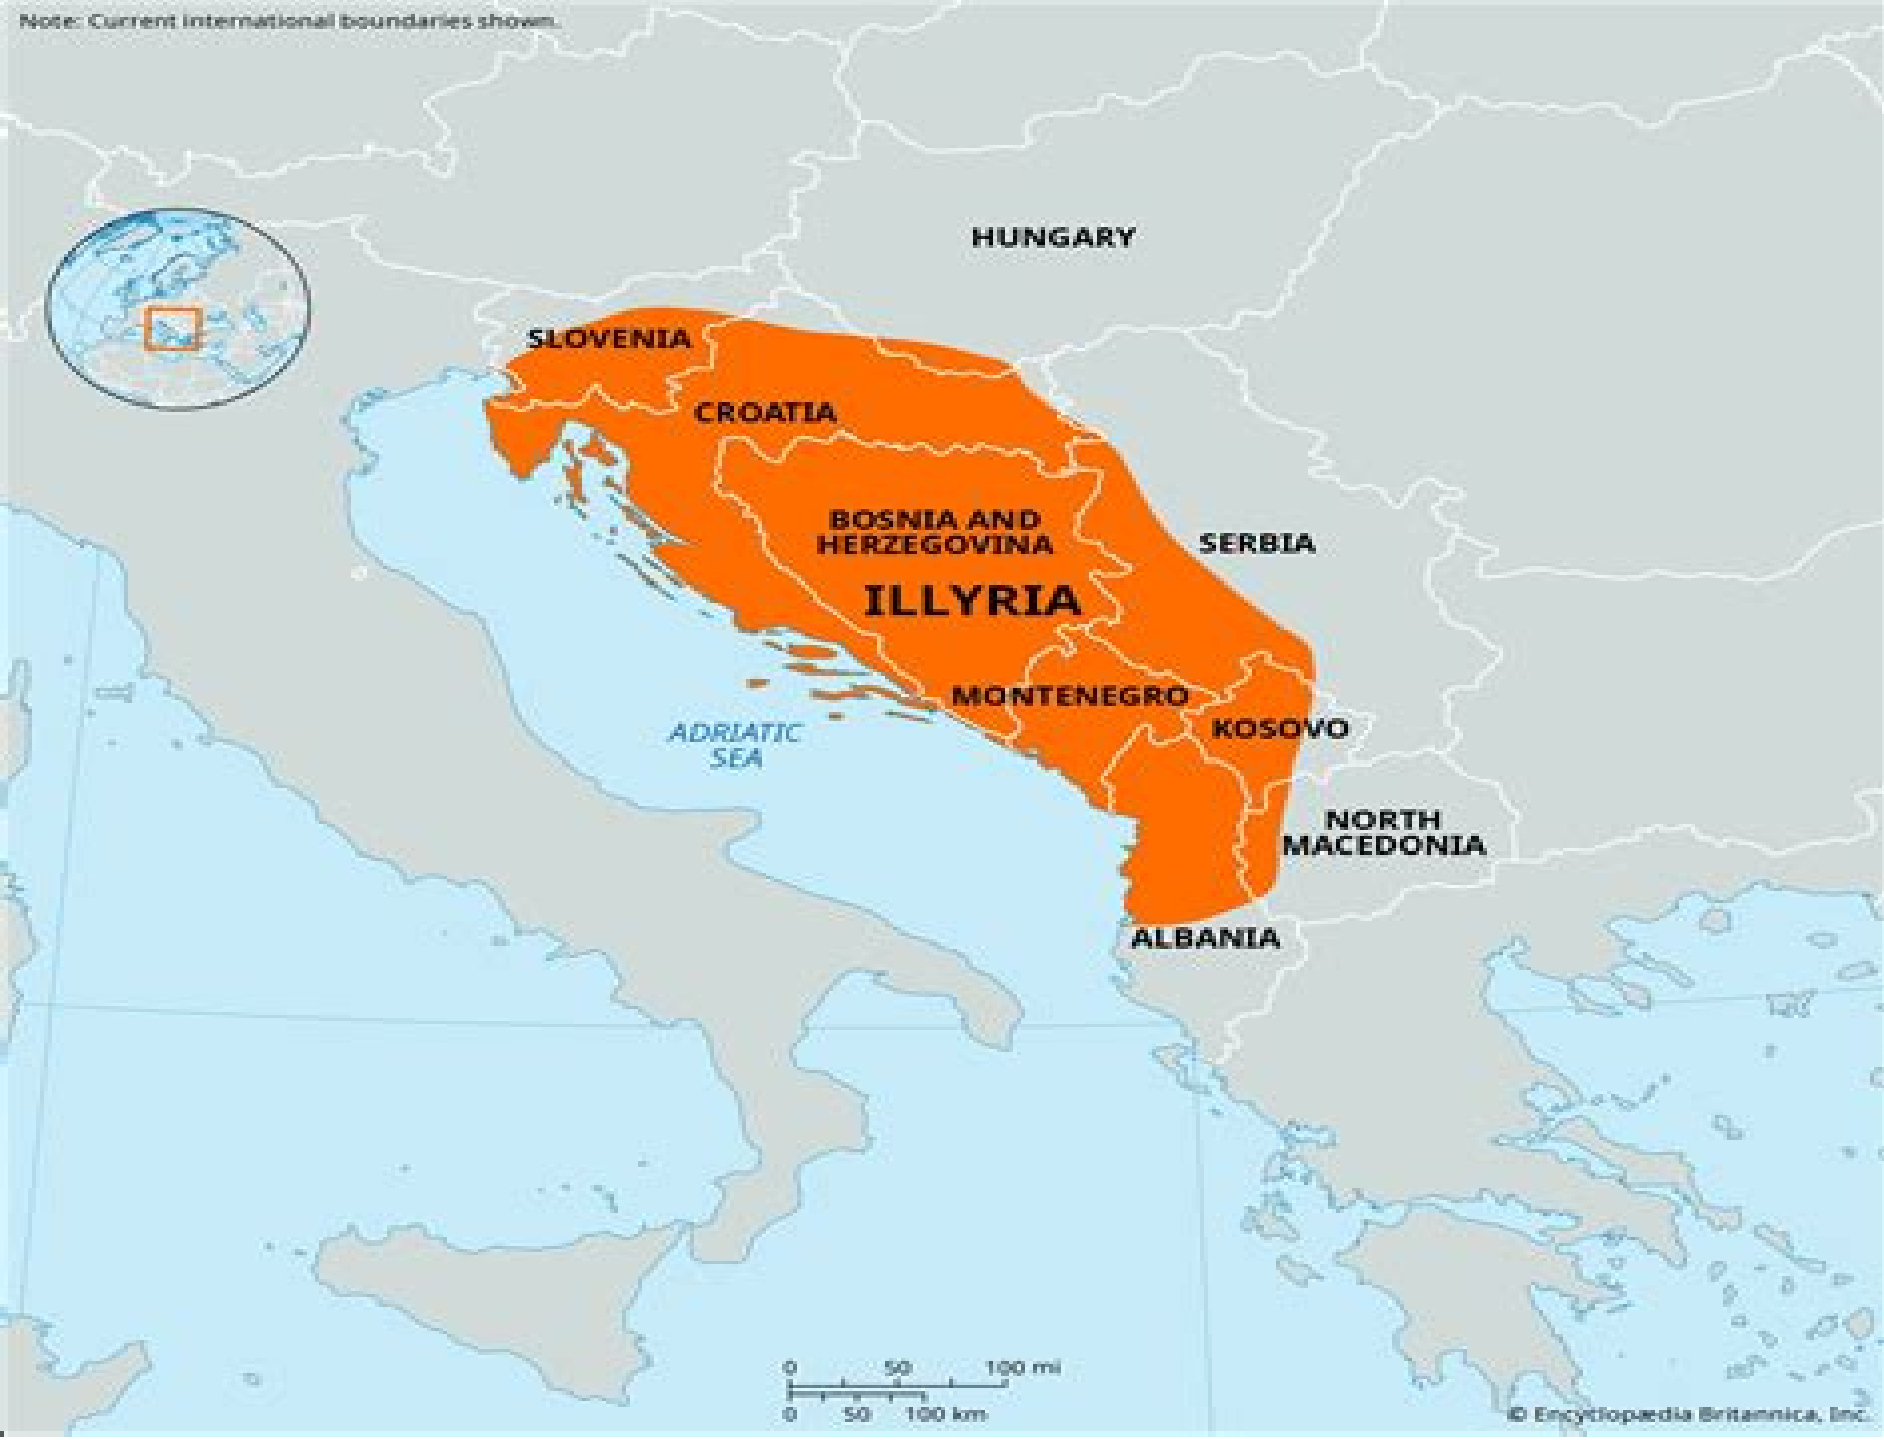 Note: Current international boundaries shown.
HUNGARY
SLOVENIA
CROATIA
BOSNIA AND
HERZEGOVINA
SERBIA
ILLYRIA
MONTENEGRO
KOSOVO
ADRIATIC
SEA
NORTH
MACEDONIA
ALBANIA
0 50 100 mi
0 50 100 km
© Encyclopædia Britannica, Inc.